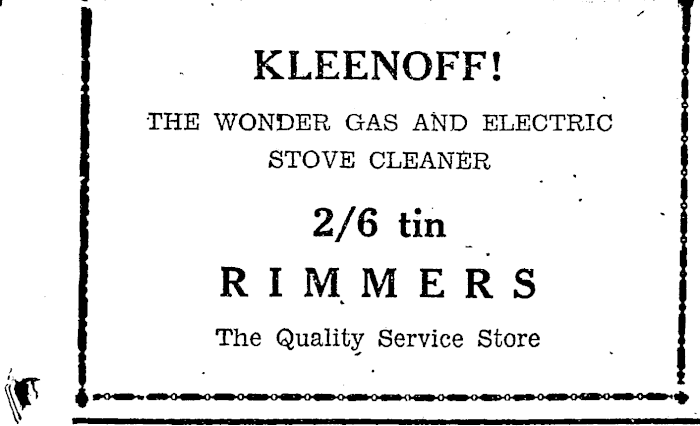 KLEENOFF!
THE WONDER GAS AND ELECTRIC
STOVE CLEANER
2/6 tin
RIMMERS
The Quality Service Store